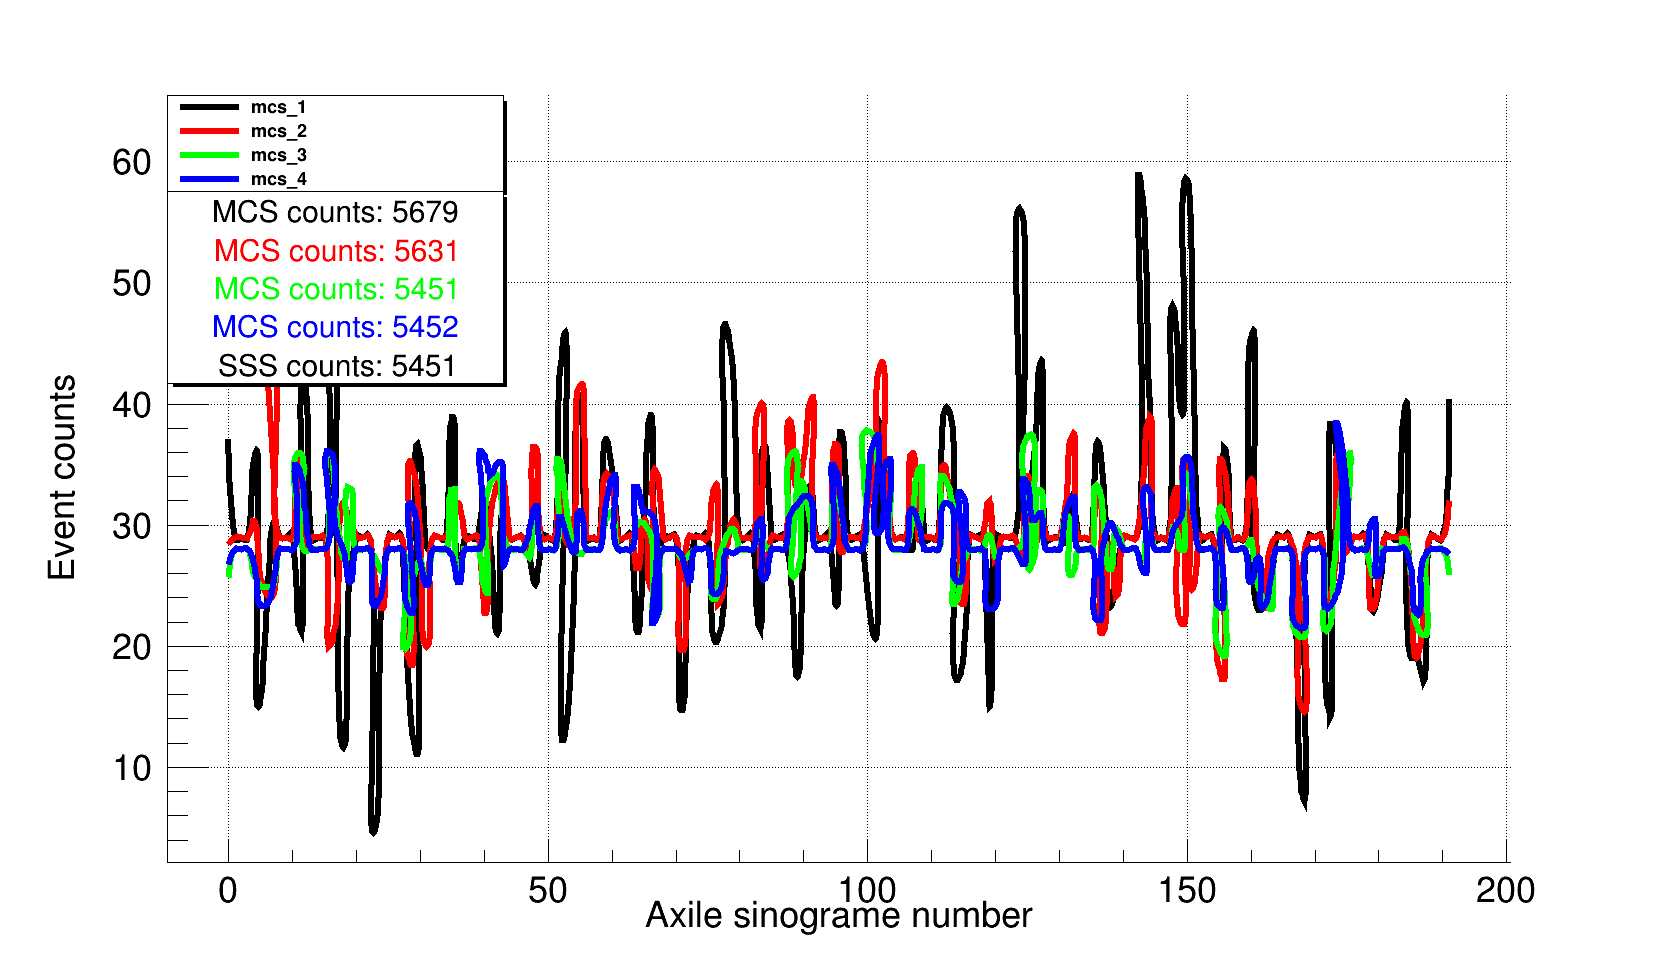 mcs_1
mcs_2
mcs_3
mcs_4
MCS counts: 5679
MCS counts: 5631
MCS counts: 5451
MCS counts: 5452
SSS counts: 5451
60
50
40
30
20
10
Event counts
0 50 100 150 200
Axile sinograme number